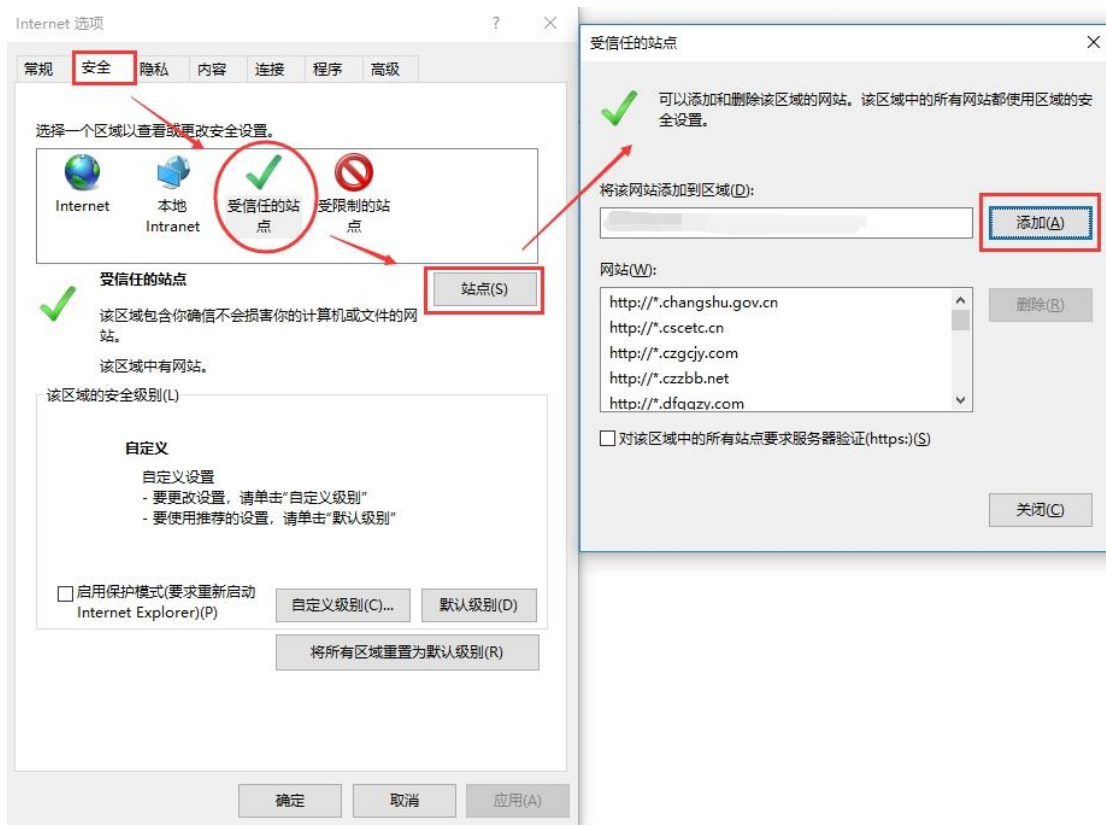 Internet 选项
常规 安全 隐私 内容 连接 程序 高级
选择一个区域以查看或更改安全设置。
Internet
本地
Intranet
受信任的站
点
受限制的站
点
受信任的站点
站点(S)
该区域包含你确信不会损害你的计算机或文件的网
站。
该区域中有网站。
该区域的安全级别(L)
自定义
自定义设置
- 要更改设置，请单击“自定义级别”
- 要使用推荐的设置，请单击“默认级别”
启用保护模式(要求重新启动
Internet Explorer)(P)
自定义级别(C)...
默认级别(D)
将所有区域重置为默认级别(R)
确定
取消
应用(A)
受信任的站点
可以添加和删除该区域的网站。该区域中的所有网站都使用区域的安
全设置。
将该网站添加到区域(D):
添加(A)
网站(W):
http://*.changshu.gov.cn
http://*.cscetc.cn
http://*.czgcjy.com
http://*.czzbb.net
http://*.dfggzy.com
删除(R)
对该区域中的所有站点要求服务器验证(https:)(S)
关闭(C)